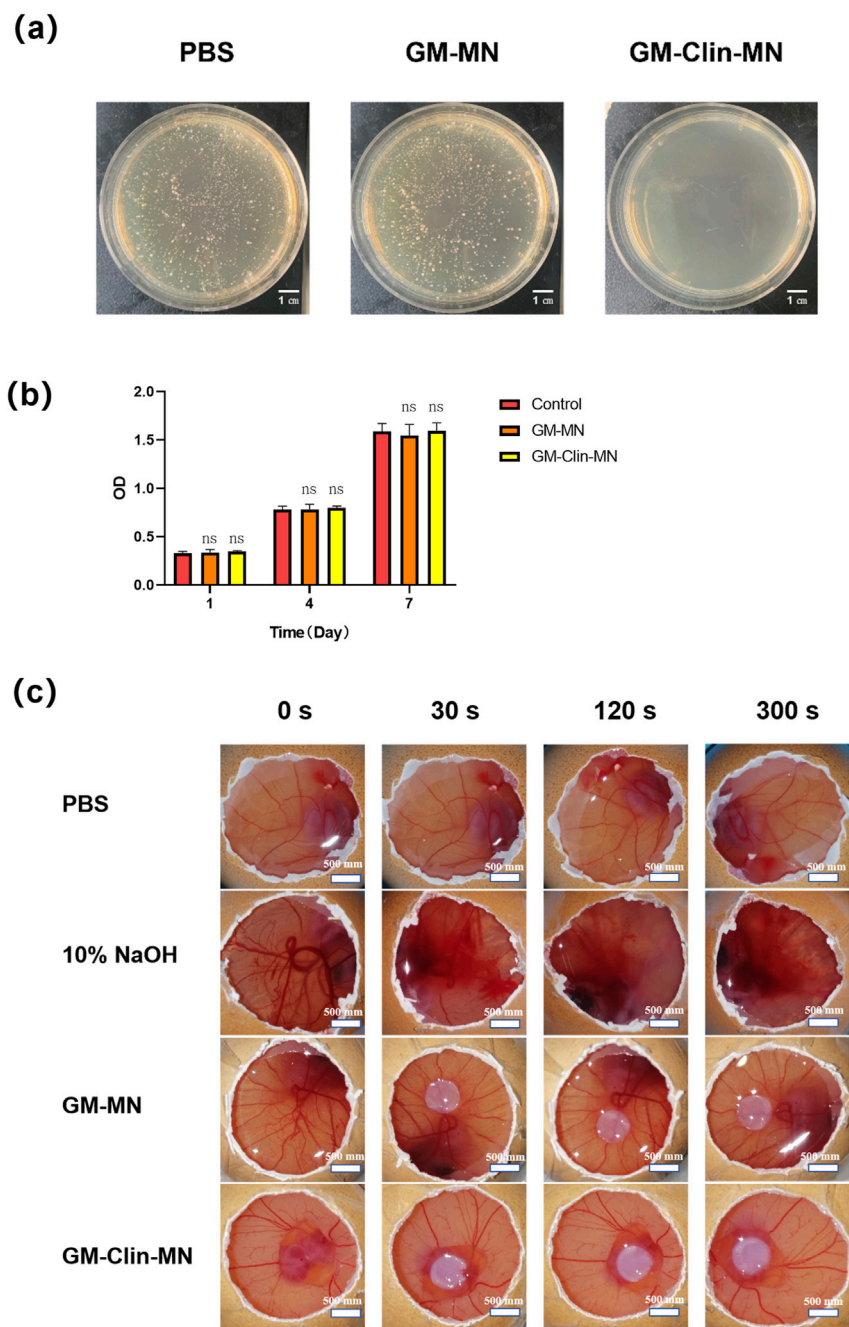 (a)
PBS GM-MN GM-Clin-MN
1 cm 1 cm 1 cm
(b)
2.0
1.5
1.0
0.5
0.0
OD
ns ns
ns ns
ns ns
1 4 7
Time(Day)
Control
GM-MN
GM-Clin-MN
(c)
0 s 30 s 120 s 300 s
PBS
500 mm 500 mm 500 mm 500 mm
10% NaOH
500 mm 500 mm 500 mm 500 mm
GM-MN
500 mm 500 mm 500 mm 500 mm
GM-Clin-MN
500 mm 500 mm 500 mm 500 mm